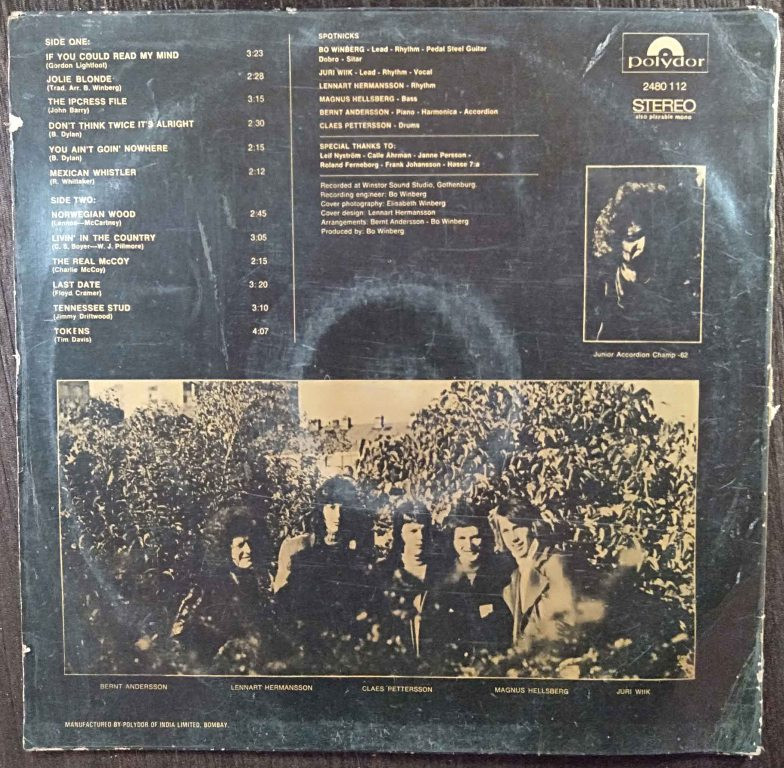 SIDE ONE:
IF YOU COULD READ MY MIND 3:23
(Gordon Lightfoot)
JOLIE BLONDE 2:28
(Trad. Arr. B. Winberg)
THE IPCRESS FILE 3:15
(John Barry)
DON'T THINK TWICE IT'S ALRIGHT 2:30
(B. Dylan)
YOU AIN'T GOIN' NOWHERE 2:15
(B. Dylan)
MEXICAN WHISTLER 2:12
(R. Whittaker)
SIDE TWO:
NORWEGIAN WOOD 2:45
(Lennon—McCartney)
LIVIN' IN THE COUNTRY 3:05
(C. S. Boyer—W. J. Pillmore)
THE REAL McCOY 2:15
(Charlie McCoy)
LAST DATE 3:20
(Floyd Cramer)
TENNESSEE STUD 3:10
(Jimmy Driftwood)
TOKENS 4:07
(Tim Davis)
SPOTNICKS
BO WINBERG - Lead - Rhythm - Pedal Steel Guitar
Dobro - Sitar
JURI WIIK - Lead - Rhythm - Vocal
LENNART HERMANSSON - Rhythm
MAGNUS HELLSBERG - Bass
BERNT ANDERSSON - Piano - Harmonica - Accordion
CLAES PETTERSSON - Drums
SPECIAL THANKS TO:
Leif Nyström - Calle Åhrman - Janne Persson -
Roland Ferneborg - Frank Johansson - Hasse 7:a
Recorded at Winstor Sound Studio, Gothenburg.
Recording engineer: Bo Winberg
Cover photography: Elisabeth Winberg
Cover design: Lennart Hermansson
Arrangements: Bernt Andersson - Bo Winberg
Produced by: Bo Winberg
polydor
2480 112
STEREO
also playable mono
Junior Accordion Champ -62
BERNT ANDERSSON LENNART HERMANSSON CLAES PETTERSSON MAGNUS HELLSBERG JURI WIIK
MANUFACTURED BY POLYDOR OF INDIA LIMITED, BOMBAY.